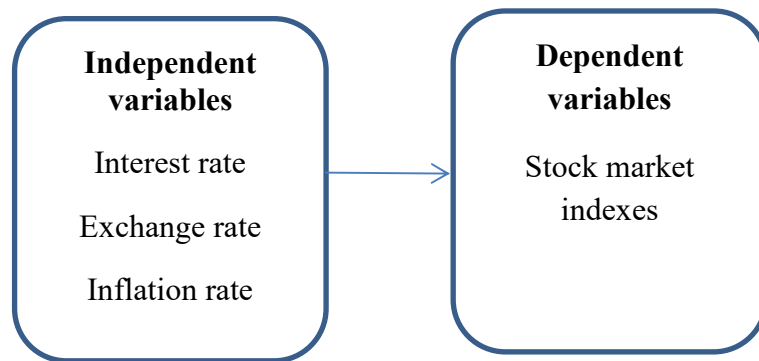 Independent
variables
Interest rate
Exchange rate
Inflation rate
Dependent
variables
Stock market
indexes